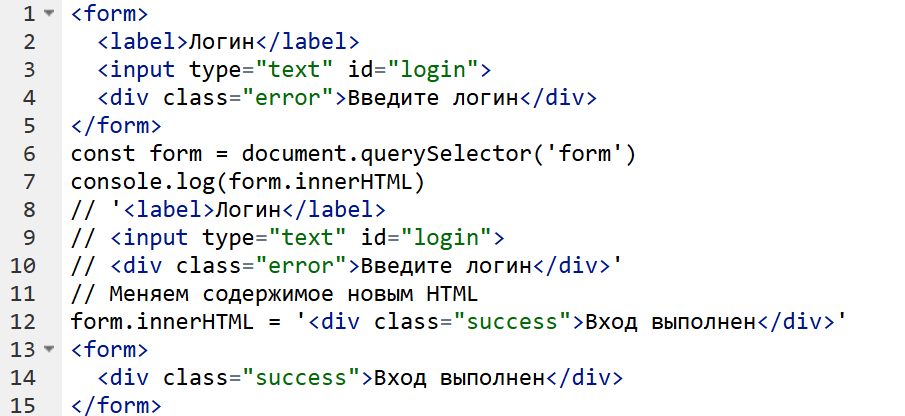 1 <form>
2 <label>Логин</label>
3 <input type="text" id="login">
4 <div class="error">Введите логин</div>
5 </form>
6 const form = document.querySelector('form')
7 console.log(form.innerHTML)
8 // '<label>Логин</label>
9 // <input type="text" id="login">
10 // <div class="error">Введите логин</div>'
11 // Меняем содержимое новым HTML
12 form.innerHTML = '<div class="success">Вход выполнен</div>'
13 <form>
14 <div class="success">Вход выполнен</div>
15 </form>